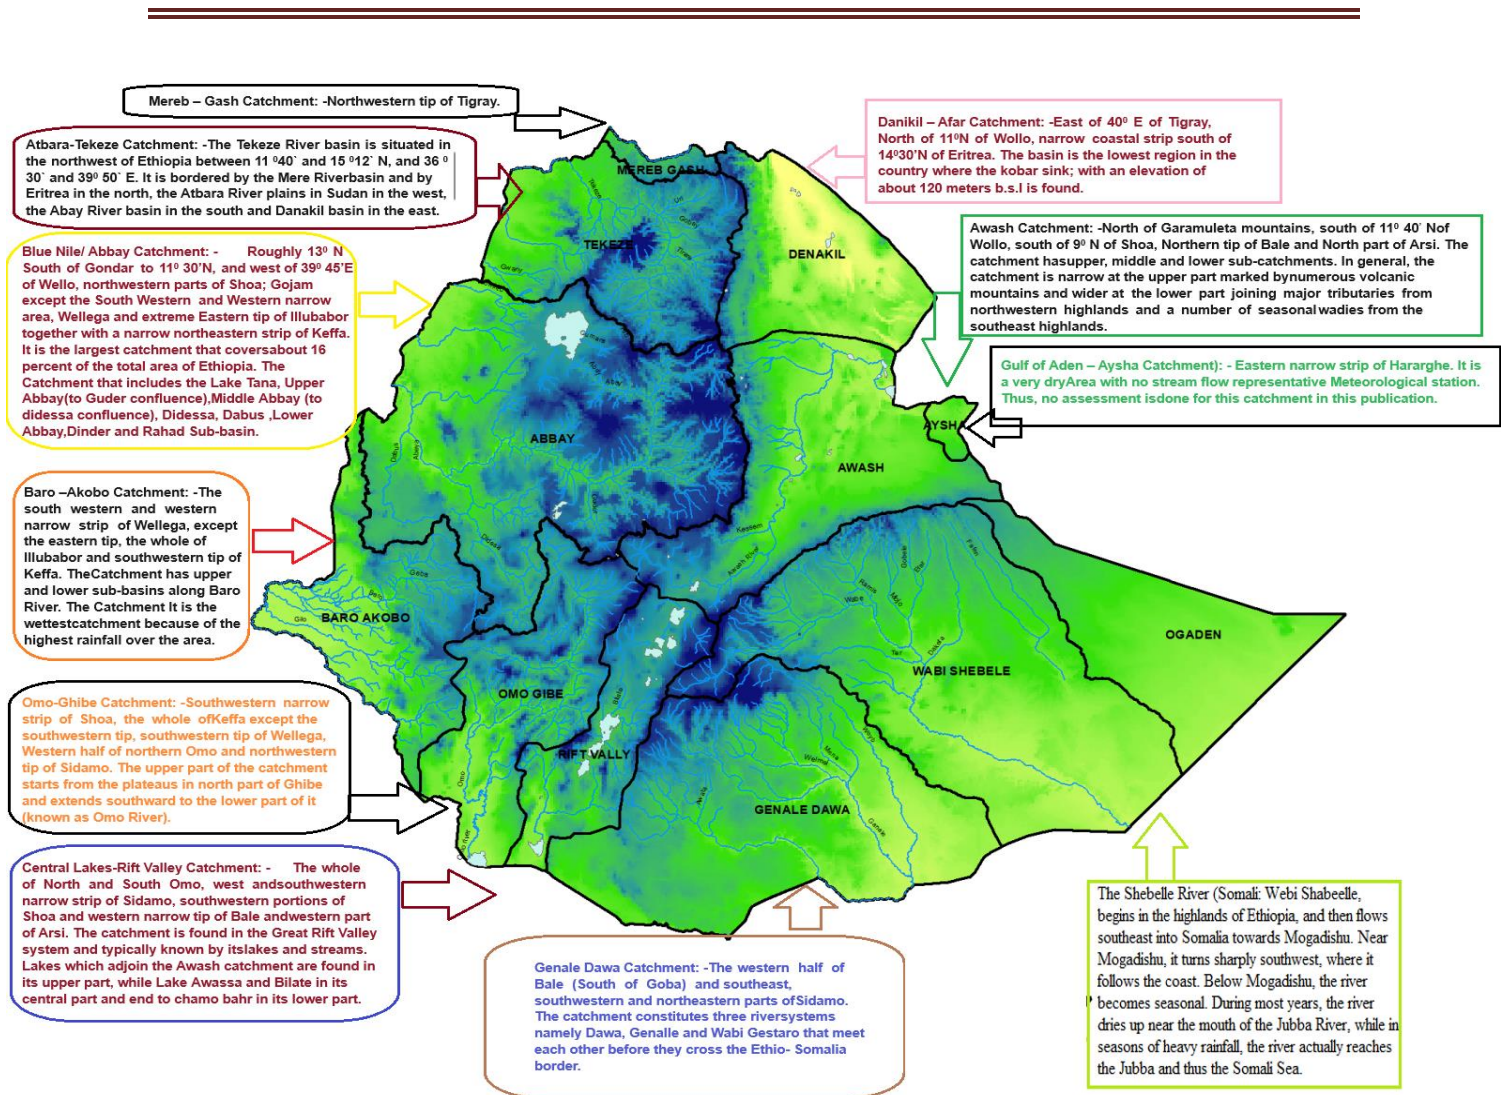 Mereb – Gash Catchment: -Northwestern tip of Tigray.
Atbara-Tekeze Catchment: -The Tekeze River basin is situated in
the northwest of Ethiopia between 11 ⁰40` and 15 ⁰12` N, and 36 ⁰
30` and 39⁰ 50` E. It is bordered by the Mere Riverbasin and by
Eritrea in the north, the Atbara River plains in Sudan in the west,
the Abay River basin in the south and Danakil basin in the east.
Blue Nile/ Abbay Catchment: - Roughly 13⁰ N
South of Gondar to 11⁰ 30'N, and west of 39⁰ 45'E
of Wello, northwestern parts of Shoa; Gojam
except the South Western and Western narrow
area, Wellega and extreme Eastern tip of Illubabor
together with a narrow northeastern strip of Keffa.
It is the largest catchment that coversabout 16
percent of the total area of Ethiopia. The
Catchment that includes the Lake Tana, Upper
Abbay(to Guder confluence),Middle Abbay (to
didessa confluence), Didessa, Dabus ,Lower
Abbay,Dinder and Rahad Sub-basin.
Baro –Akobo Catchment: -The
south western and western
narrow strip of Wellega, except
the eastern tip, the whole of
Illubabor and southwestern tip of
Keffa. TheCatchment has upper
and lower sub-basins along Baro
River. The Catchment It is the
wettestcatchment because of the
highest rainfall over the area.
Omo-Ghibe Catchment: -Southwestern narrow
strip of Shoa, the whole ofKeffa except the
southwestern tip, southwestern tip of Wellega,
Western half of northern Omo and northwestern
tip of Sidamo. The upper part of the catchment
starts from the plateaus in north part of Ghibe
and extends southward to the lower part of it
(known as Omo River).
Central Lakes-Rift Valley Catchment: - The whole
of North and South Omo, west andsouthwestern
narrow strip of Sidamo, southwestern portions of
Shoa and western narrow tip of Bale andwestern part
of Arsi. The catchment is found in the Great Rift Valley
system and typically known by itslakes and streams.
Lakes which adjoin the Awash catchment are found in
its upper part, while Lake Awassa and Bilate in its
central part and end to chamo bahr in its lower part.
Danikil – Afar Catchment: -East of 40⁰ E of Tigray,
North of 11⁰N of Wollo, narrow coastal strip south of
14⁰30'N of Eritrea. The basin is the lowest region in the
country where the kobar sink; with an elevation of
about 120 meters b.s.l is found.
Awash Catchment: -North of Garamuleta mountains, south of 11⁰ 40` Nof
Wollo, south of 9⁰ N of Shoa, Northern tip of Bale and North part of Arsi. The
catchment hasupper, middle and lower sub-catchments. In general, the
catchment is narrow at the upper part marked bynumerous volcanic
mountains and wider at the lower part joining major tributaries from
northwestern highlands and a number of seasonalwadies from the
southeast highlands.
Gulf of Aden – Aysha Catchment): - Eastern narrow strip of Hararghe. It is
a very dryArea with no stream flow representative Meteorological station.
Thus, no assessment isdone for this catchment in this publication.
MEREB GASH
TEKEZE
DENAKIL
ABBAY
AYSHA
AWASH
Kessem
Awash River
Didessa
Geba
Baro
Gilo
BARO AKOBO
OMO GIBE
RIFT VALLY
Omo
WABI SHEBELE
OGADEN
Wabe
Ramis
Mojo
Erer
Fafen
Weyb
Welmel
GENALE DAWA
Genale
Awata
Genale Dawa Catchment: -The western half of
Bale (South of Goba) and southeast,
southwestern and northeastern parts ofSidamo.
The catchment constitutes three riversystems
namely Dawa, Genalle and Wabi Gestaro that meet
each other before they cross the Ethio- Somalia
border.
The Shebelle River (Somali: Webi Shabeelle,
begins in the highlands of Ethiopia, and then flows
southeast into Somalia towards Mogadishu. Near
Mogadishu, it turns sharply southwest, where it
follows the coast. Below Mogadishu, the river
becomes seasonal. During most years, the river
dries up near the mouth of the Jubba River, while in
seasons of heavy rainfall, the river actually reaches
the Jubba and thus the Somali Sea.